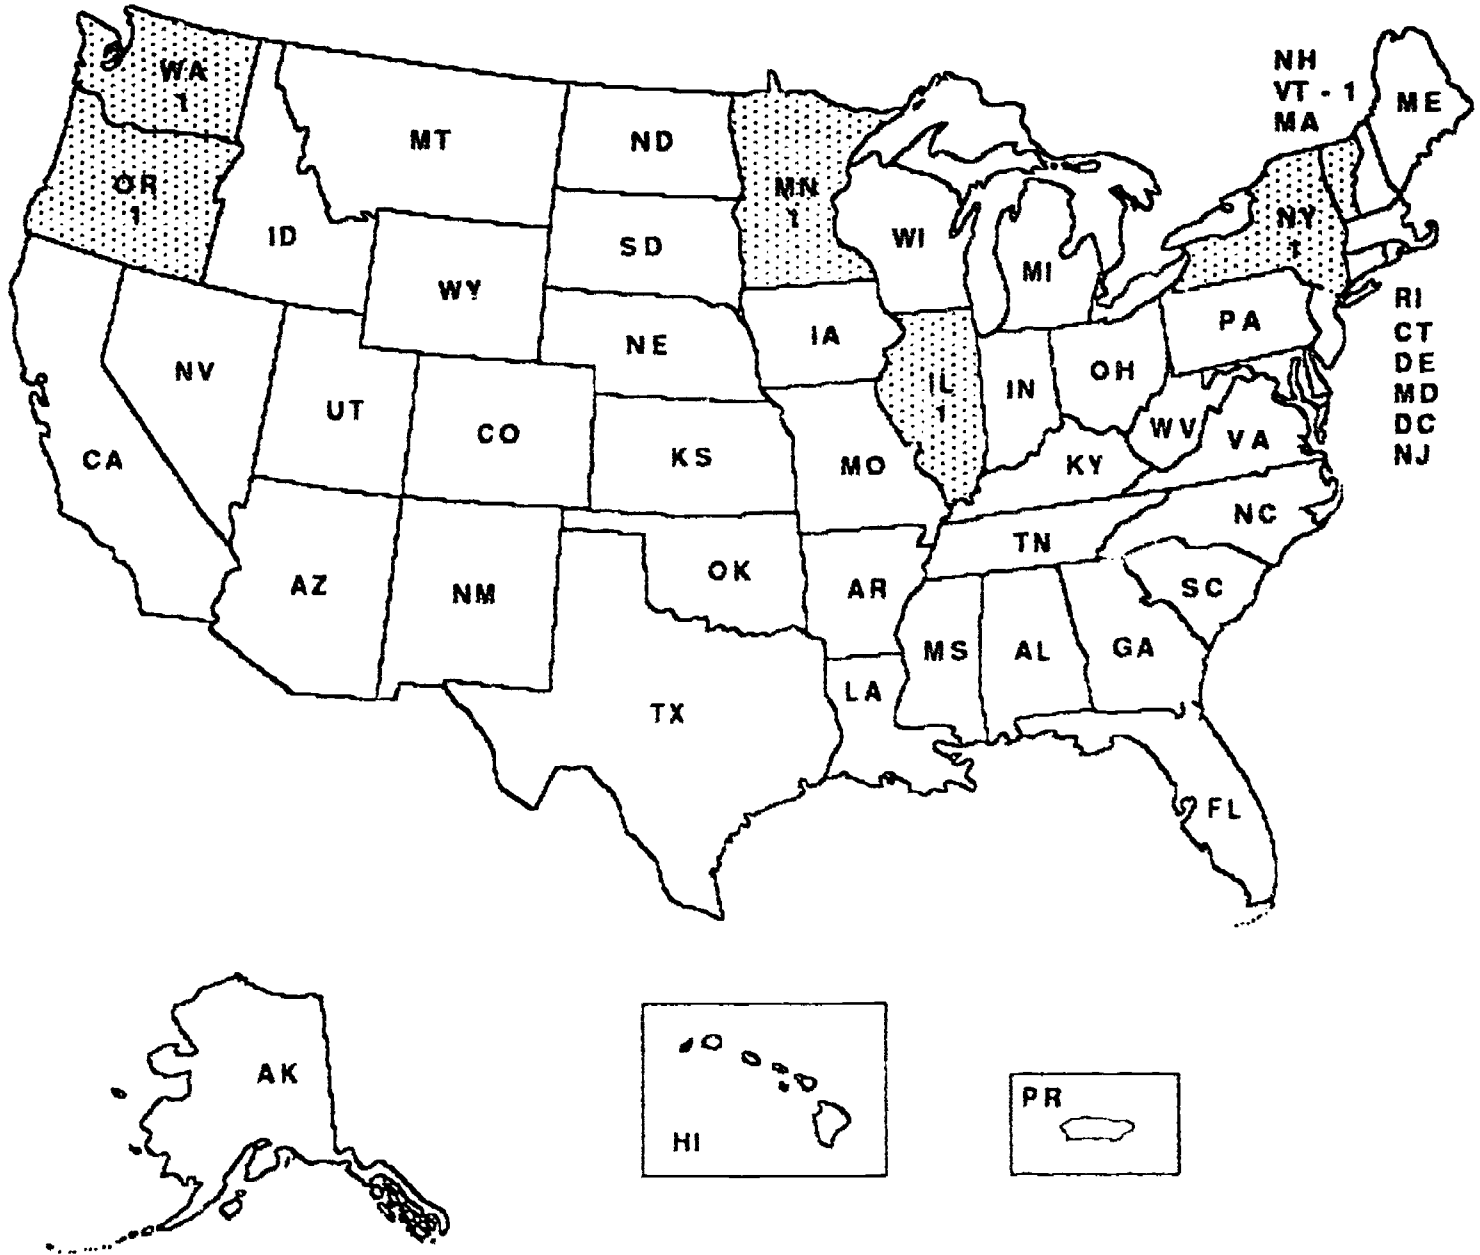 NH
VT - 1
MA
ME
WA
1
MT
ND
MN
1
OR
1
ID
SD
WI
NY
1
MI
WY
RI
PA
CT
IA
NE
DE
NV
OH
UT
IL
1
IN
MD
CO
DC
WV
VA
CA
KS
MO
KY
NJ
NC
TN
OK
AZ
NM
AR
SC
MS
AL
GA
LA
TX
FL
AK
PR
HI